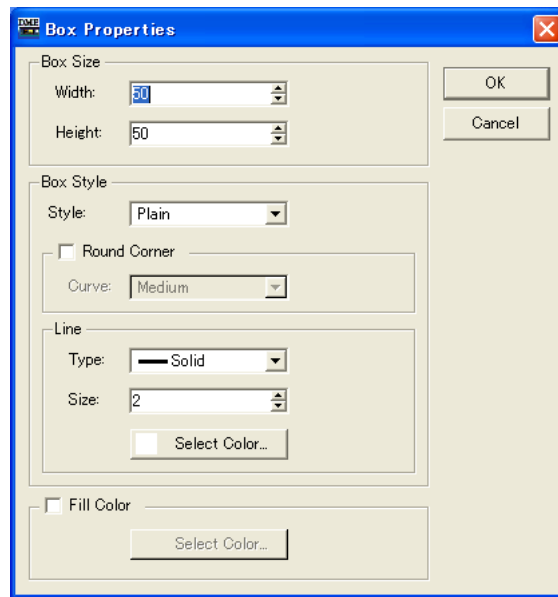 DME
Box Properties
Box Size
Width: 50
Height: 50
OK
Cancel
Box Style
Style: Plain
Round Corner
Curve: Medium
Line
Type: Solid
Size: 2
Select Color...
Fill Color
Select Color...